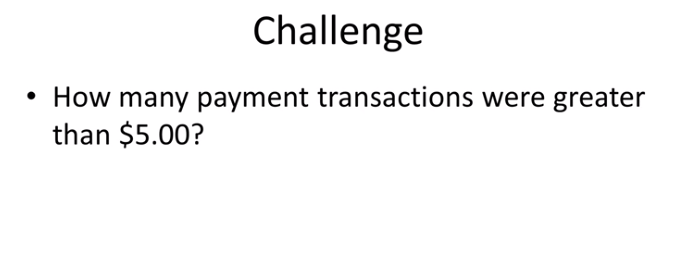 Challenge
• How many payment transactions were greater
than $5.00?